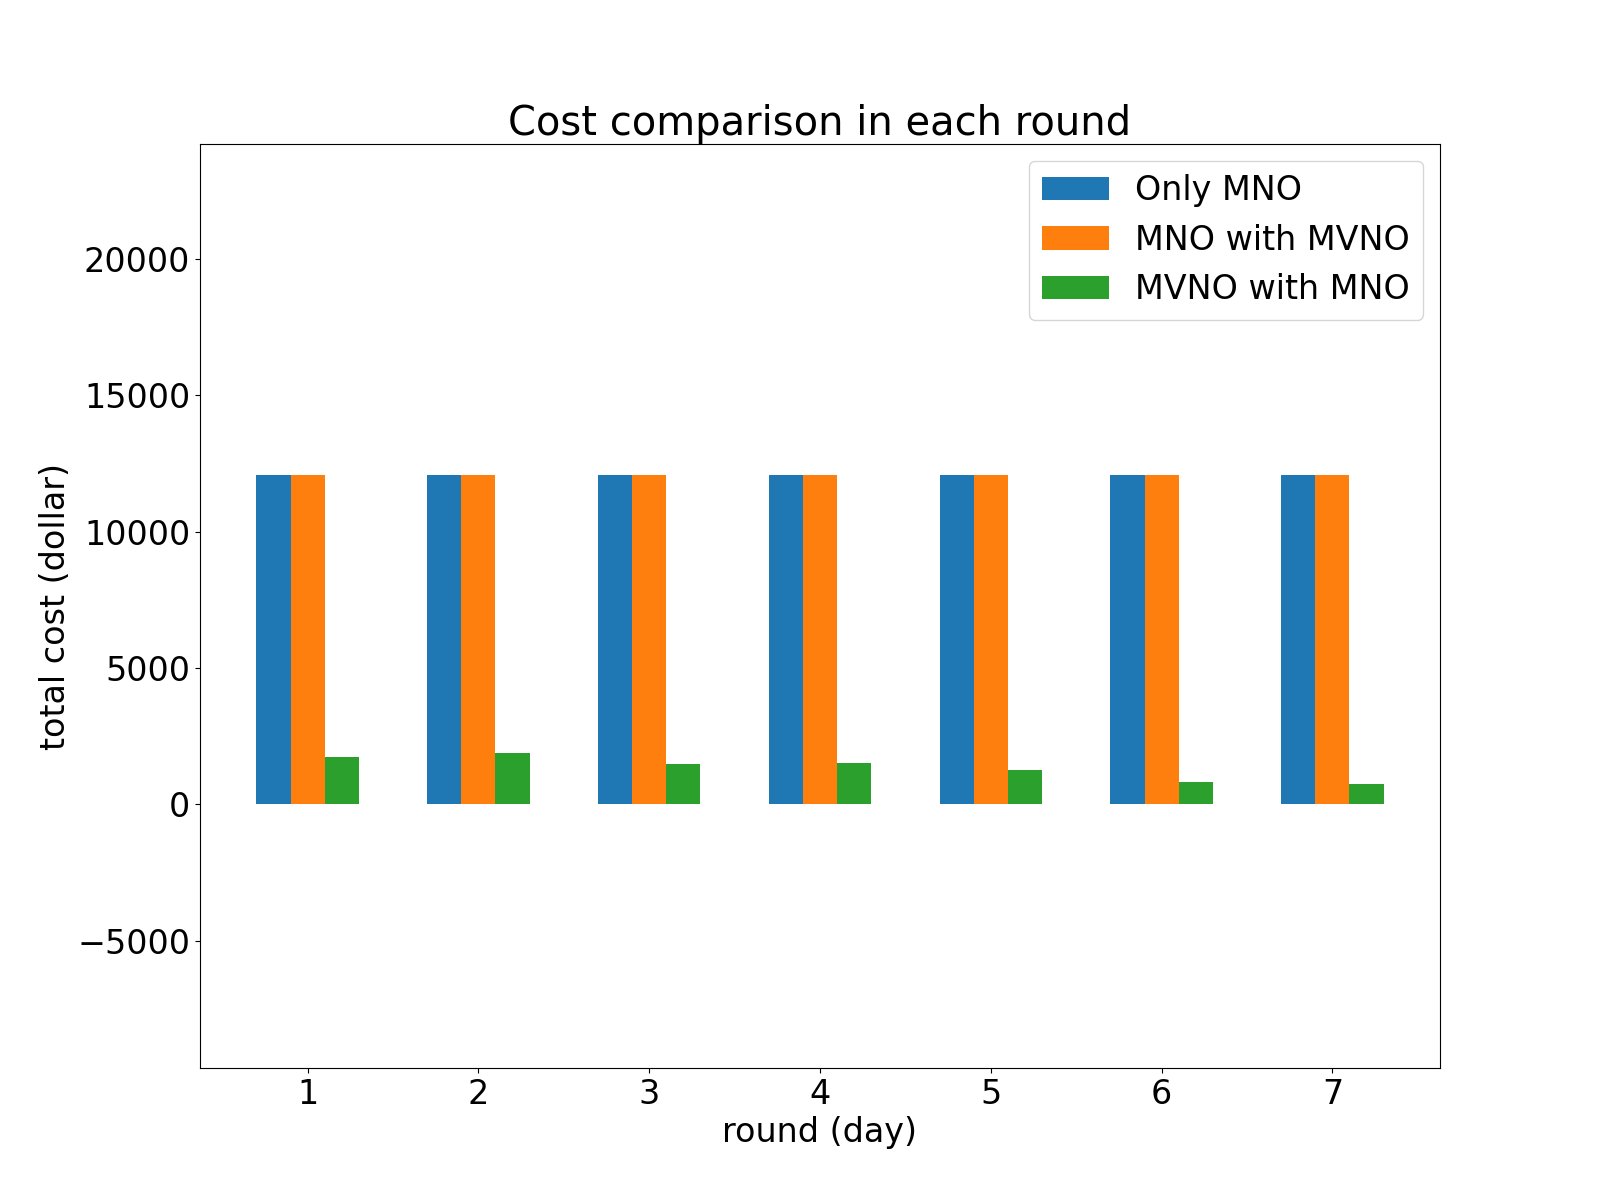 Cost comparison in each round
Only MNO
MNO with MVNO
MVNO with MNO
20000
15000
10000
5000
0
−5000
total cost (dollar)
1 2 3 4 5 6 7
round (day)